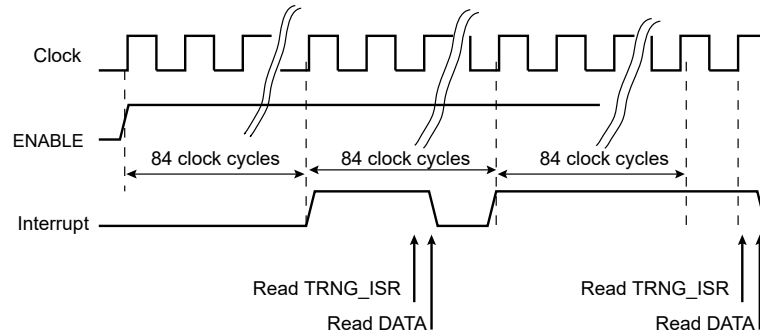 Clock
ENABLE
84 clock cycles 84 clock cycles 84 clock cycles
Interrupt
Read TRNG_ISR Read TRNG_ISR
Read DATA Read DATA